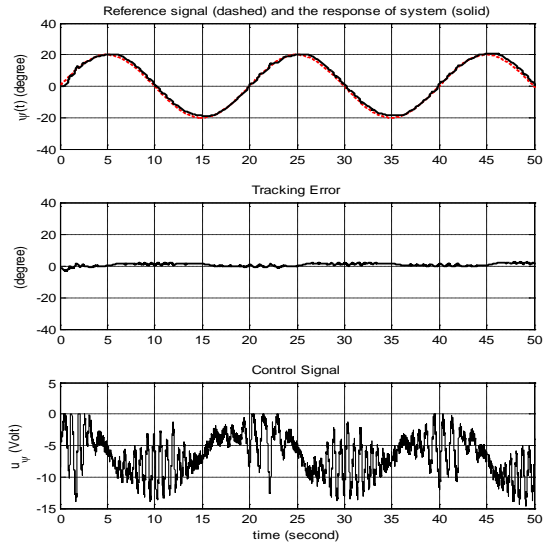 Reference signal (dashed) and the response of system (solid)
40
20
0
-20
-40
ψ(t) (degree)
0 5 10 15 20 25 30 35 40 45 50
Tracking Error
40
20
0
-20
-40
(degree)
0 5 10 15 20 25 30 35 40 45 50
Control Signal
5
0
-5
-10
-15
uψ (Volt)
0 5 10 15 20 25 30 35 40 45 50
time (second)